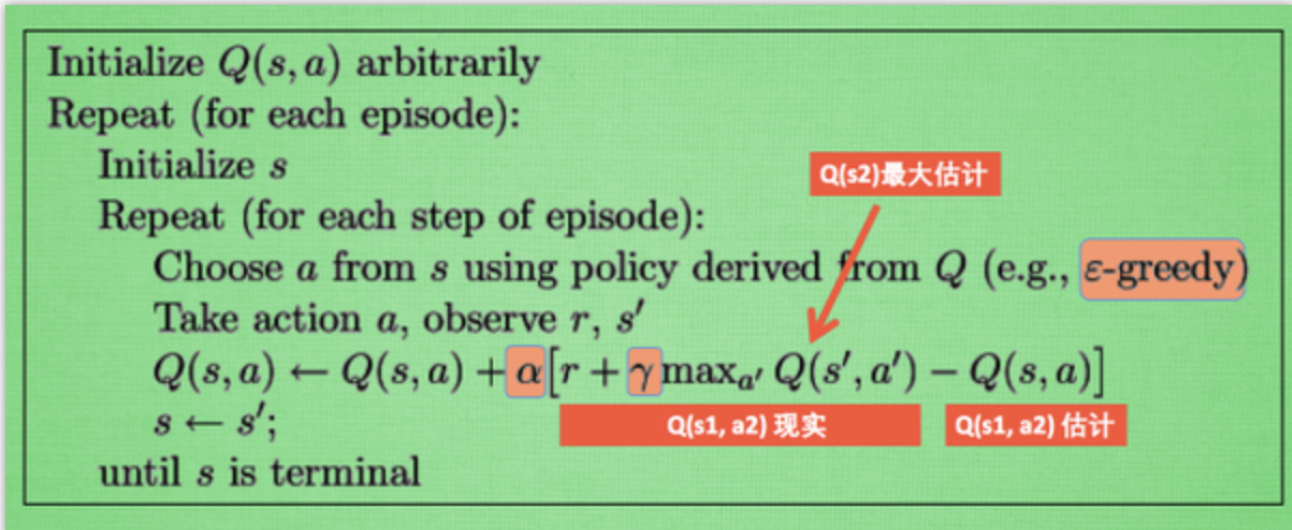 Initialize Q(s, a) arbitrarily
Repeat (for each episode):
Initialize s
Q(s2)最大估计
Repeat (for each step of episode):
Choose a from s using policy derived from Q (e.g., ε-greedy)
Take action a, observe r, s′
Q(s, a) ← Q(s, a) + α[r + γ maxₐ′ Q(s′, a′) − Q(s, a)]
Q(s1, a2) 现实
Q(s1, a2) 估计
s ← s′;
until s is terminal